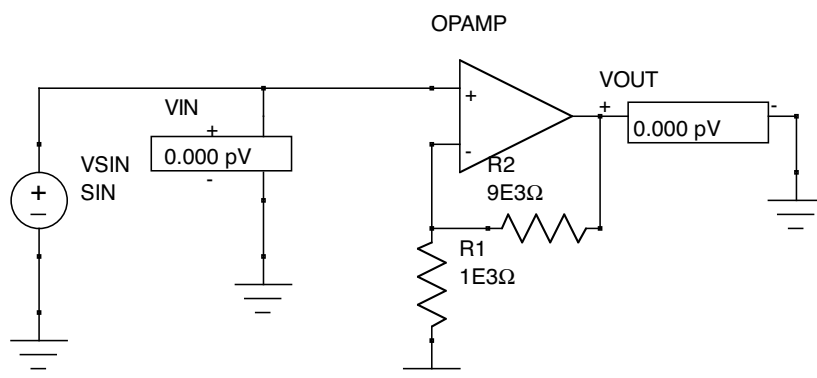 OPAMP
VOUT
VIN
+
-
+
-
+
-
0.000 pV
0.000 pV
VSIN
SIN
+
−
R2
9E3Ω
R1
1E3Ω